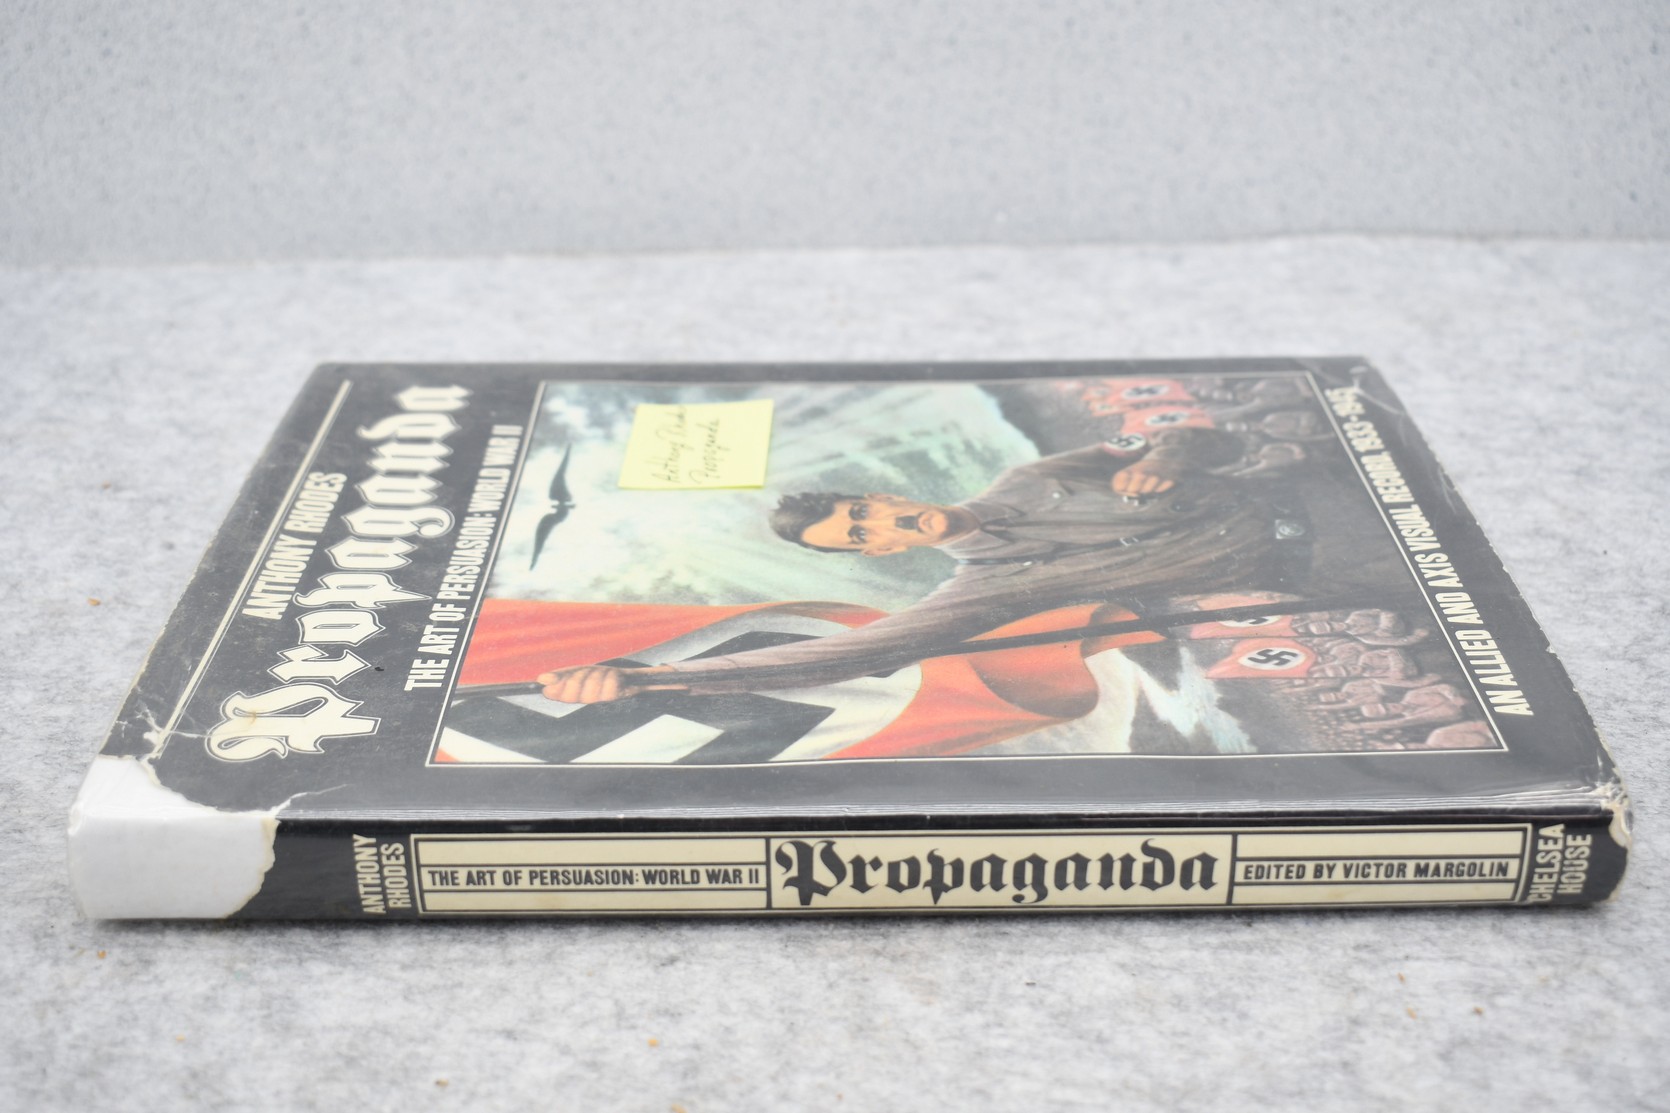 ANTHONY RHODES
Propaganda
THE ART OF PERSUASION: WORLD WAR II
Anthony Rhodes
Propaganda
AN ALLIED AND AXIS VISUAL RECORD, 1933-1945
ANTHONY
RHODES
THE ART OF PERSUASION: WORLD WAR II
Propaganda
EDITED BY VICTOR MARGOLIN
CHELSEA
HOUSE